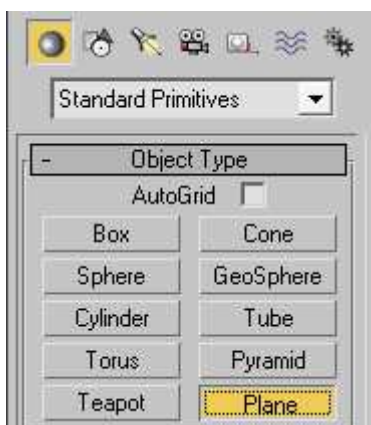 Standard Primitives
- Object Type
AutoGrid
Box Cone
Sphere GeoSphere
Cylinder Tube
Torus Pyramid
Teapot Plane